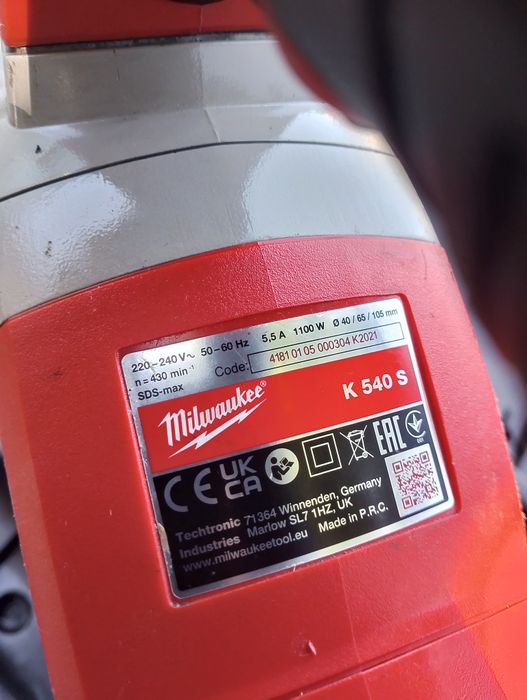 220–240V~ 50–60 Hz 5,5 A 1100 W Ø 40 / 65 / 105 mm
n = 430 min⁻¹ Code: 4181 01 05 000304 K2021
SDS-max
Milwaukee®
K 540 S
CE UK CA EAC
Techtronic 71364 Winnenden, Germany
Industries Marlow SL7 1HZ, UK
www.milwaukeetool.eu Made in P.R.C.